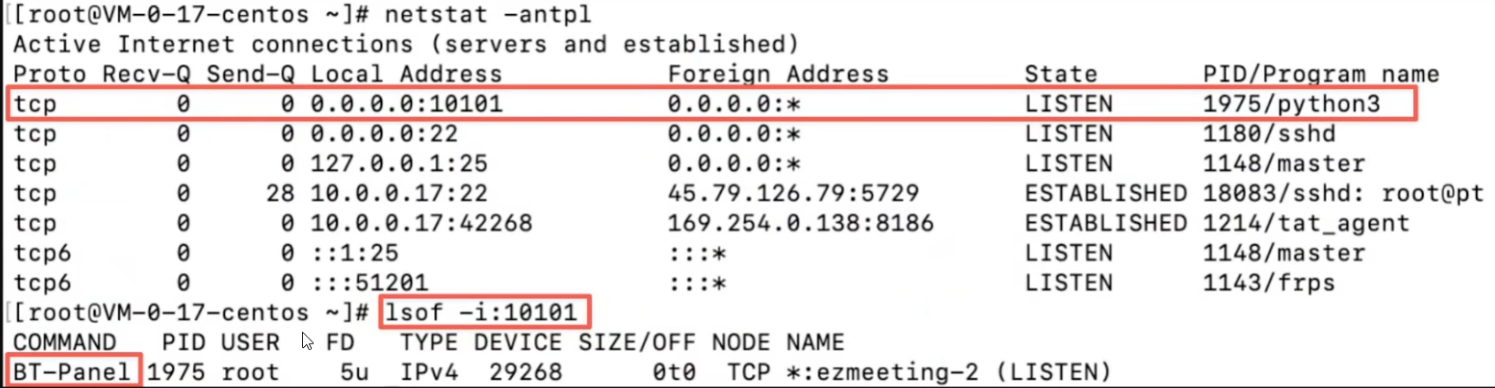 [[root@VM-0-17-centos ~]# netstat -antpl
Active Internet connections (servers and established)
Proto Recv-Q Send-Q Local Address           Foreign Address         State       PID/Program name
tcp        0      0 0.0.0.0:10101           0.0.0.0:*               LISTEN      1975/python3
tcp        0      0 0.0.0.0:22              0.0.0.0:*               LISTEN      1180/sshd
tcp        0      0 127.0.0.1:25            0.0.0.0:*               LISTEN      1148/master
tcp        0     28 10.0.0.17:22            45.79.126.79:5729       ESTABLISHED 18083/sshd: root@pt
tcp        0      0 10.0.0.17:42268         169.254.0.138:8186      ESTABLISHED 1214/tat_agent
tcp6       0      0 ::1:25                  :::*                    LISTEN      1148/master
tcp6       0      0 :::51201                :::*                    LISTEN      1143/frps
[[root@VM-0-17-centos ~]# lsof -i:10101
COMMAND   PID USER   FD   TYPE DEVICE SIZE/OFF NODE NAME
BT-Panel 1975 root    5u  IPv4  29268      0t0  TCP *:ezmeeting-2 (LISTEN)